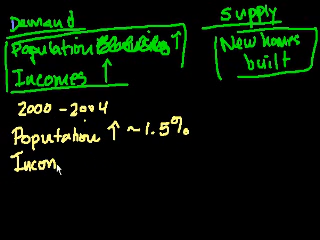 Demand
Population ↑
Incomes ↑
Supply
New homes
built
2000 - 2004
Population ↑ ~1.5%
Incom